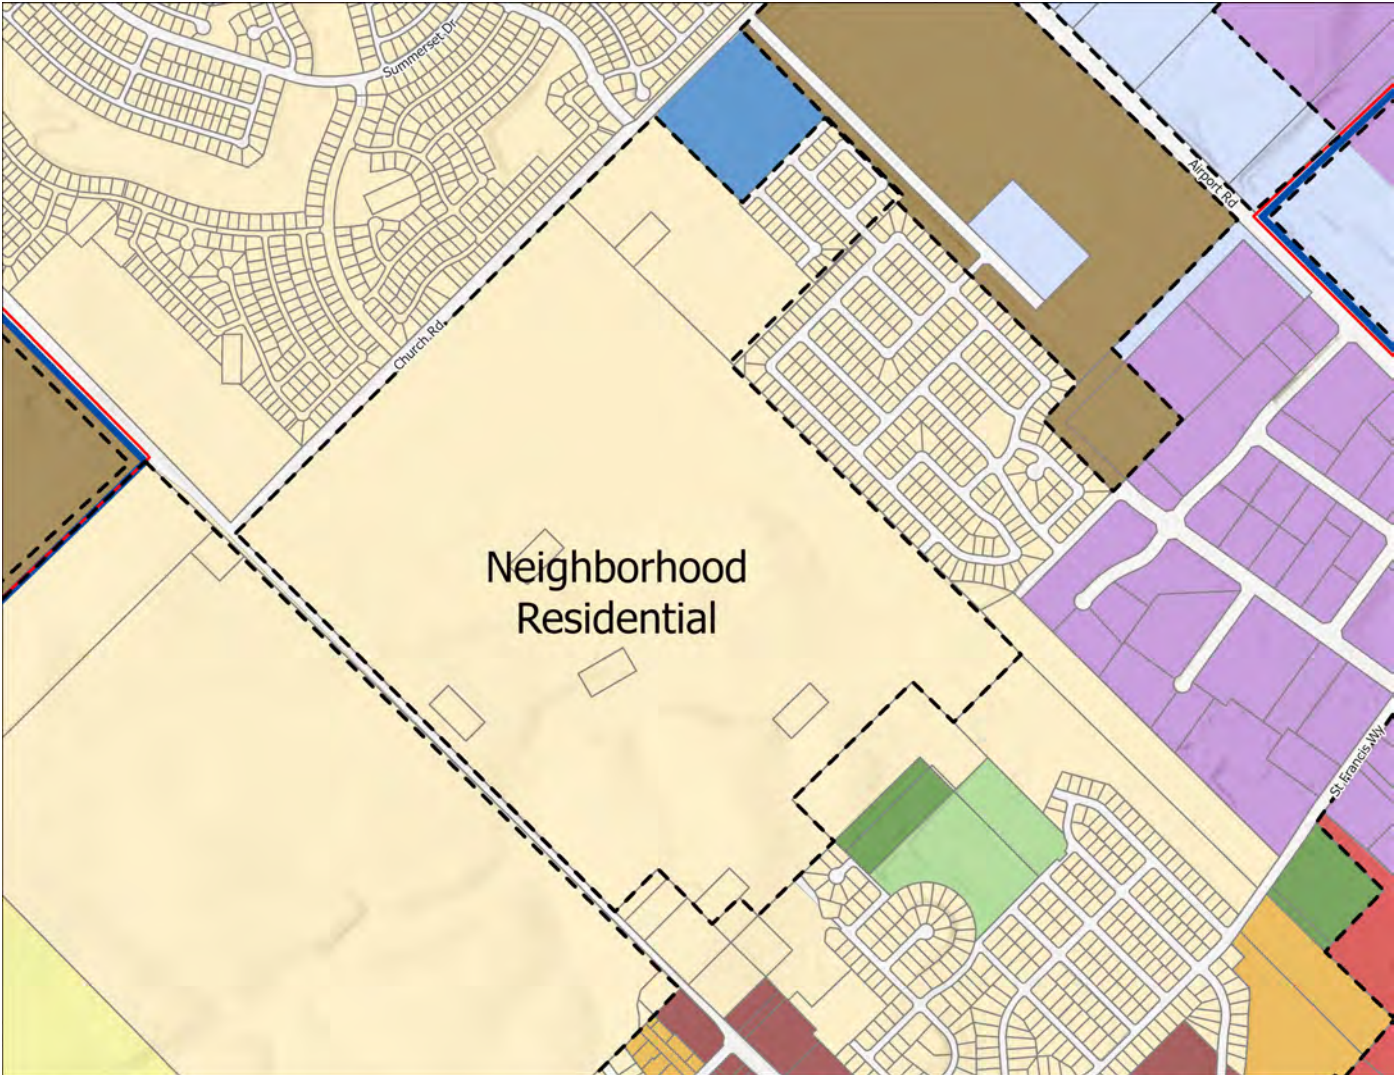 Summerset Dr
Airport Rd
Church Rd
Neighborhood
Residential
St Francis Wy